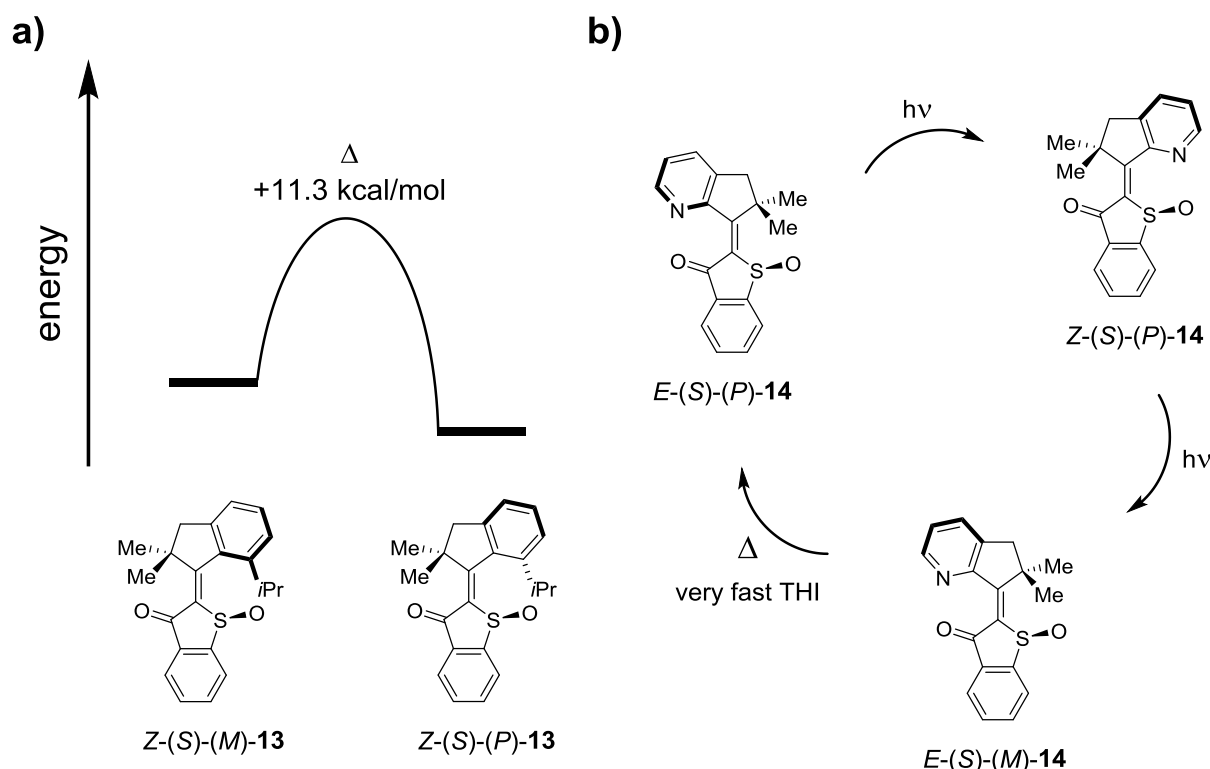 a)
energy
Δ
+11.3 kcal/mol
Me
Me
iPr
O
S
O
Z-(S)-(M)-13
Me
Me
iPr
O
S
O
Z-(S)-(P)-13
b)
hν
N
Me
Me
O
S
O
E-(S)-(P)-14
Me
Me
N
O
S
O
Z-(S)-(P)-14
hν
N
Me
Me
O
S
O
E-(S)-(M)-14
Δ
very fast THI